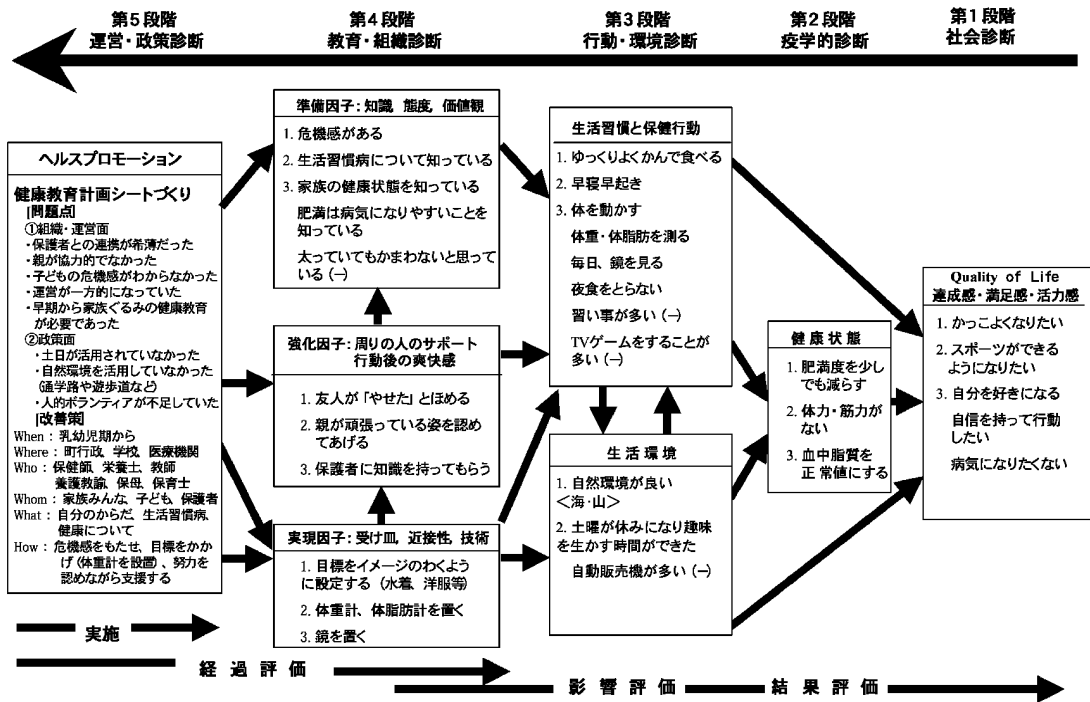 第5段階
運営・政策診断
第4段階
教育・組織診断
第3段階
行動・環境診断
第2段階
疫学的診断
第1段階
社会診断
ヘルスプロモーション
健康教育計画シートづくり
[問題点]
①組織・運営面
・保護者との連携が希薄だった
・親が協力的でなかった
・子どもの危機感がわからなかった
・運営が一方的になっていた
・早期から家族ぐるみの健康教育
が必要であった
②政策面
・土日が活用されていなかった
・自然環境を活用していなかった
(通学路や遊歩道など)
・人的ボランティアが不足していた
[改善策]
When : 乳幼児期から
Where : 町行政, 学校, 医療機関
Who : 保健師, 栄養士, 教師
養護教諭, 保母, 保育士
Whom : 家族みんな, 子ども, 保護者
What : 自分のからだ、生活習慣病、
健康について
How : 危機感をもたせ、目標をかか
げ(体重計を設置)、努力を
認めながら支援する
準備因子:知識, 態度, 価値観
1. 危機感がある
2. 生活習慣病について知っている
3. 家族の健康状態を知っている
肥満は病気になりやすいことを
知っている
太っていてもかまわないと思って
いる(−)
強化因子:周りの人のサポート
行動後の爽快感
1. 友人が「やせた」とほめる
2. 親が頑張っている姿を認め
てあげる
3. 保護者に知識を持ってもらう
実現因子:受け皿, 近接性, 技術
1. 目標をイメージのわくよう
に設定する (水着、洋服等)
2. 体重計、体脂肪計を置く
3. 鏡を置く
生活習慣と保健行動
1. ゆっくりよくかんで食べる
2. 早寝早起き
3. 体を動かす
体重・体脂肪を測る
毎日、鏡を見る
夜食をとらない
習い事が多い(−)
TVゲームをすることが
多い(−)
生活環境
1. 自然環境が良い
<海・山>
2. 土曜が休みになり趣味
を生かす時間ができた
自動販売機が多い(−)
健康状態
1. 肥満度を少し
でも減らす
2. 体力・筋力が
ない
3. 血中脂質を
正常値にする
Quality of Life
達成感・満足感・活力感
1. かっこよくなりたい
2. スポーツができる
ようになりたい
3. 自分を好きになる
自信を持って行動
したい
病気になりたくない
実施
経過評価
影響評価
結果評価